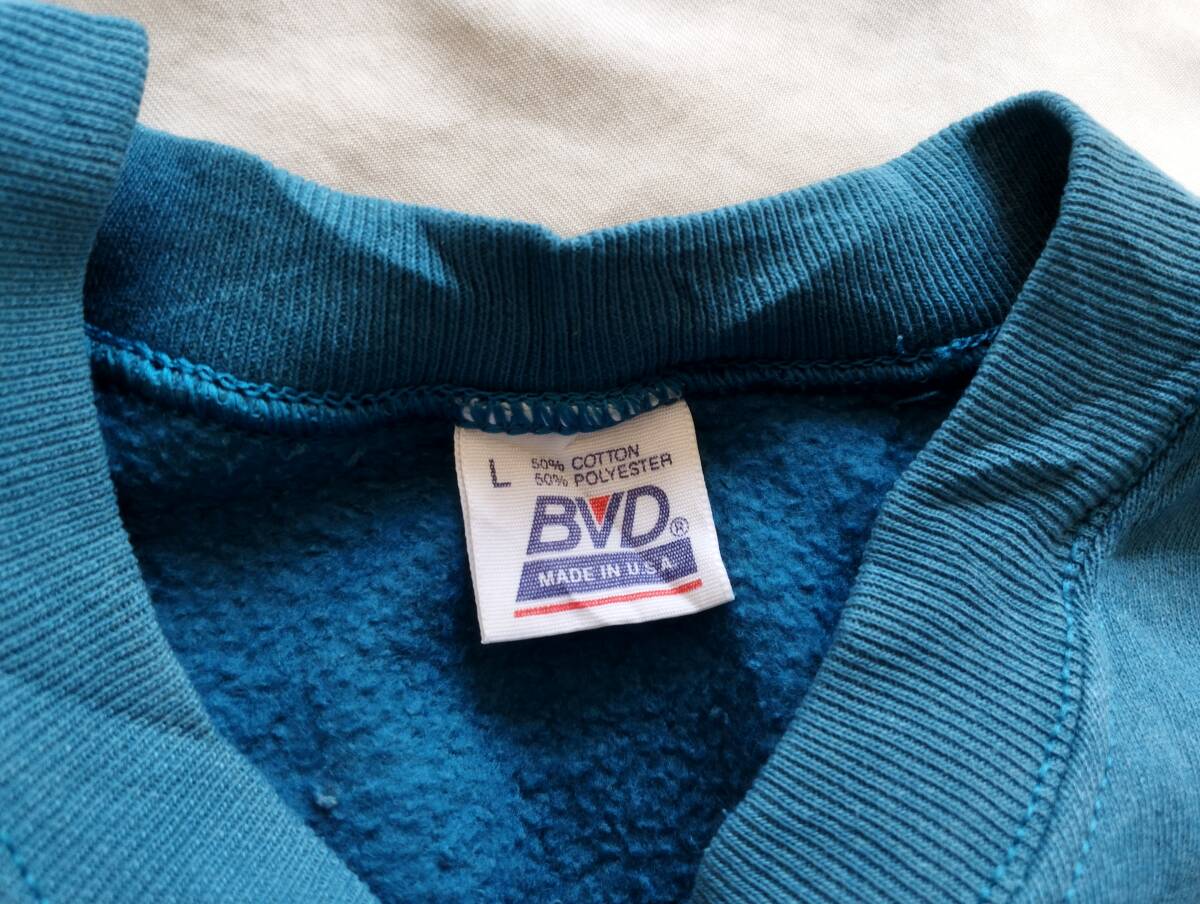 L
50% COTTON
50% POLYESTER
BVD®
MADE IN U.S.A.